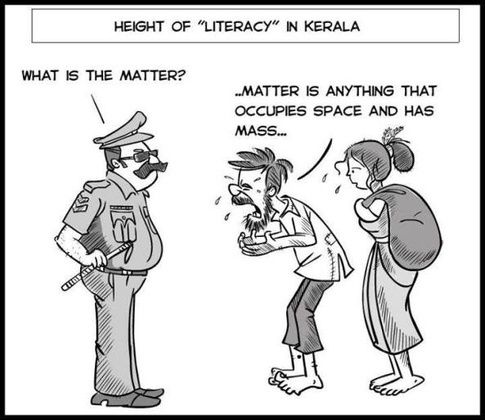 HEIGHT OF "LITERACY" IN KERALA
WHAT IS THE MATTER?
..MATTER IS ANYTHING THAT
OCCUPIES SPACE AND HAS
MASS...